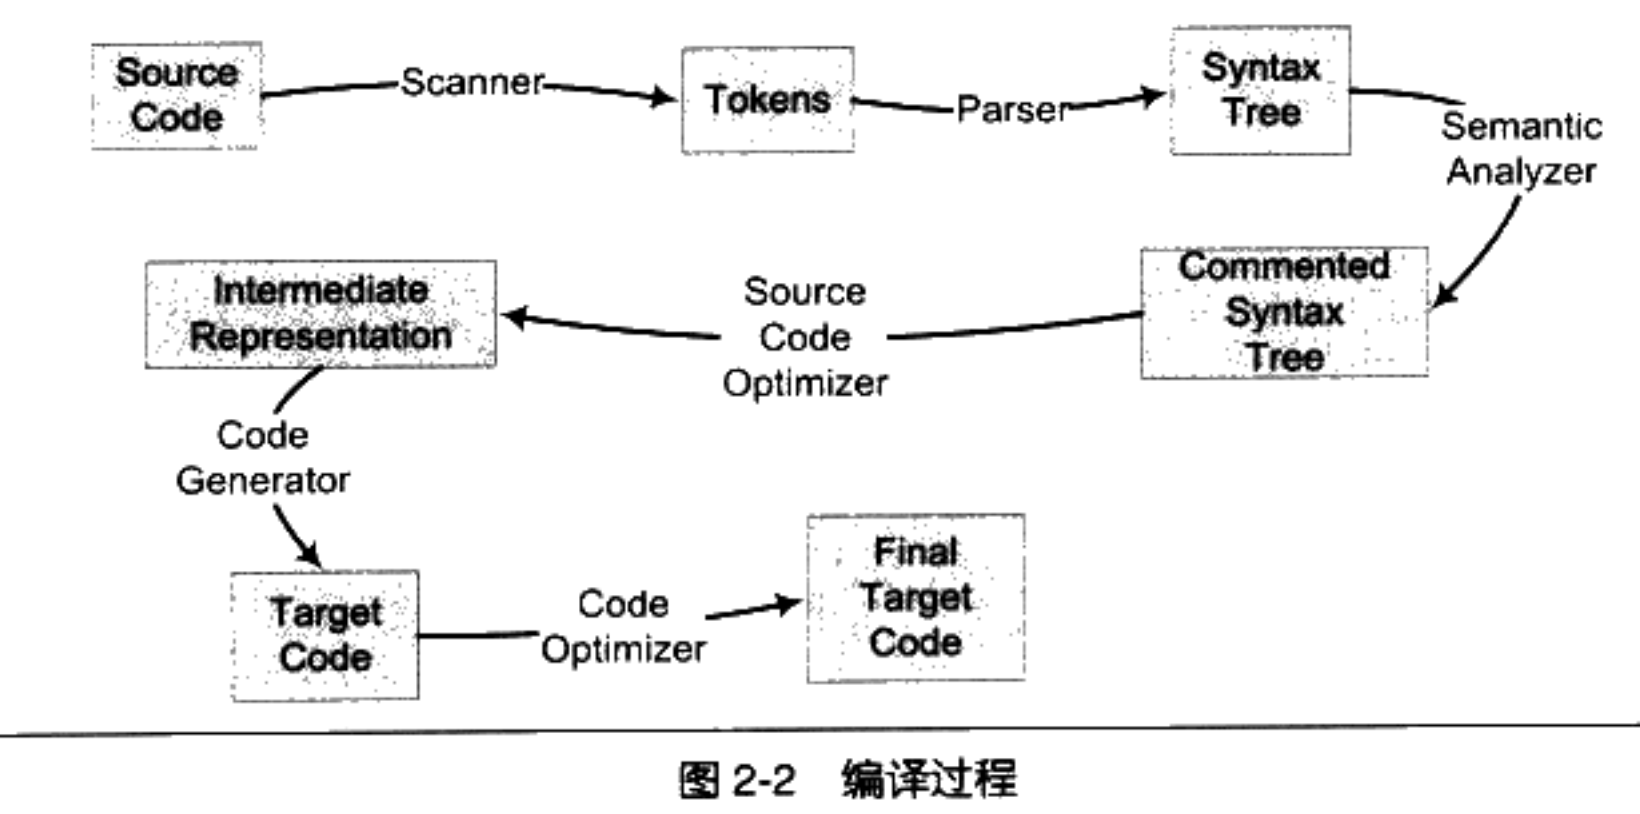 Source
Code
Scanner
Tokens
Parser
Syntax
Tree
Semantic
Analyzer
Commented
Syntax
Tree
Source
Code
Optimizer
Intermediate
Representation
Code
Generator
Target
Code
Code
Optimizer
Final
Target
Code
图 2-2 编译过程